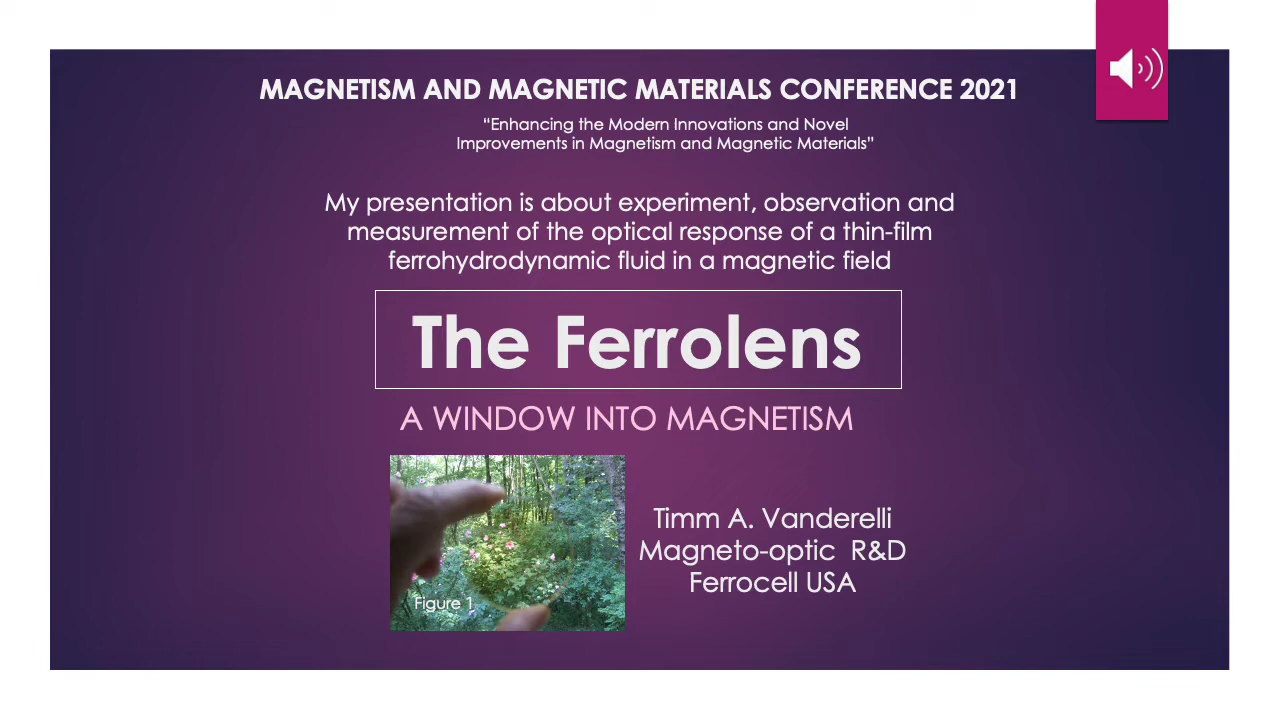 MAGNETISM AND MAGNETIC MATERIALS CONFERENCE 2021
“Enhancing the Modern Innovations and Novel
Improvements in Magnetism and Magnetic Materials”
My presentation is about experiment, observation and
measurement of the optical response of a thin-film
ferrohydrodynamic fluid in a magnetic field
The Ferrolens
A WINDOW INTO MAGNETISM
Timm A. Vanderelli
Magneto-optic  R&D
Ferrocell USA
Figure 1